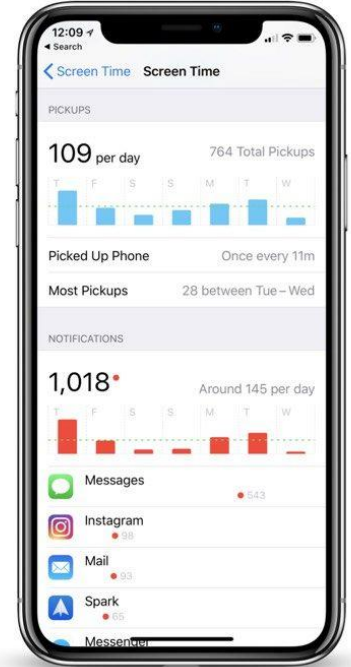 12:09
Search
Screen Time Screen Time
PICKUPS
109 per day 764 Total Pickups
T F S S M T W
Picked Up Phone Once every 11m
Most Pickups 28 between Tue – Wed
NOTIFICATIONS
1,018 Around 145 per day
T F S S M T W
Messages
543
Instagram
98
Mail
93
Spark
65
Messenger